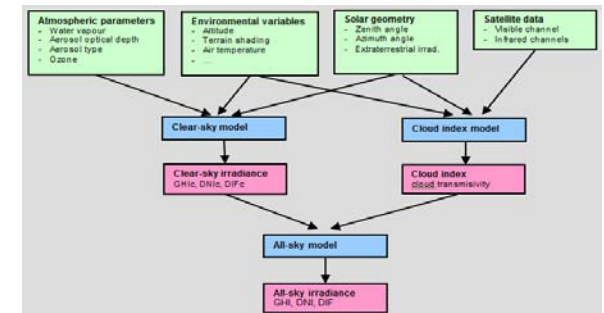 Atmospheric parameters
- Water vapour
- Aerosol optical depth
- Aerosol type
- Ozone
Environmental variables
- Altitude
- Terrain shading
- Air temperature
- ...
Solar geometry
- Zenith angle
- Azimuth angle
- Extraterrestrial irrad.
Satellite data
- Visible channel
- Infrared channels
Clear-sky model
Cloud index model
Clear-sky irradiance
GHIc, DNIc, DIFc
Cloud index
cloud transmisivity
All-sky model
All-sky irradiance
GHI, DNI, DIF